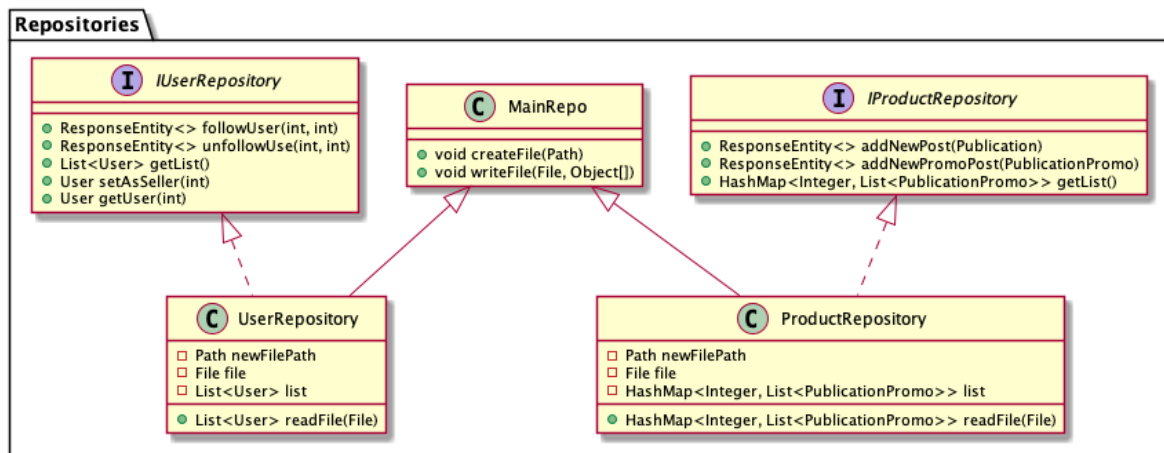 Repositories
I IUserRepository
ResponseEntity<> followUser(int, int)
ResponseEntity<> unfollowUse(int, int)
List<User> getList()
User setAsSeller(int)
User getUser(int)
C MainRepo
void createFile(Path)
void writeFile(File, Object[])
I IProductRepository
ResponseEntity<> addNewPost(Publication)
ResponseEntity<> addNewPromoPost(PublicationPromo)
HashMap<Integer, List<PublicationPromo>> getList()
C UserRepository
Path newFilePath
File file
List<User> list
List<User> readFile(File)
C ProductRepository
Path newFilePath
File file
HashMap<Integer, List<PublicationPromo>> list
HashMap<Integer, List<PublicationPromo>> readFile(File)